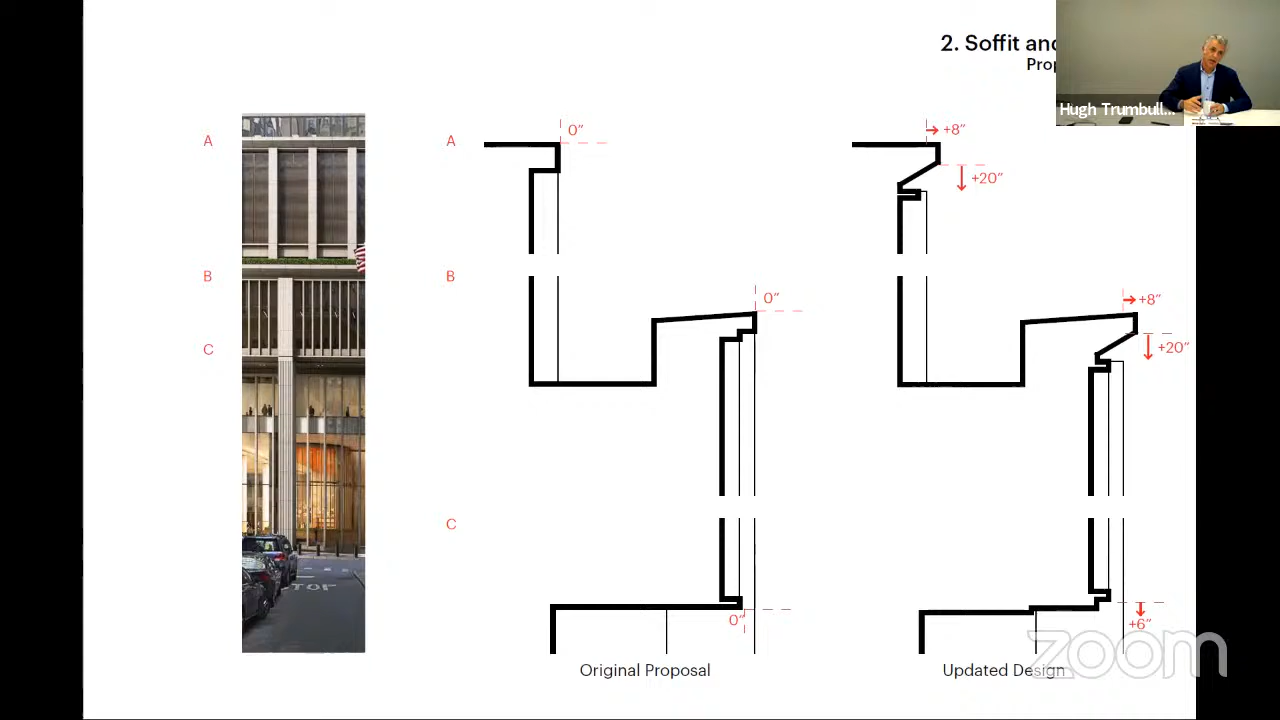 2. Soffit and
Prop
Hugh Trumbull...
A
B
C
A
0”
+8”
+20”
B
0”
+8”
+20”
C
0”
+6”
STOP
Original Proposal
Updated Design
zoom